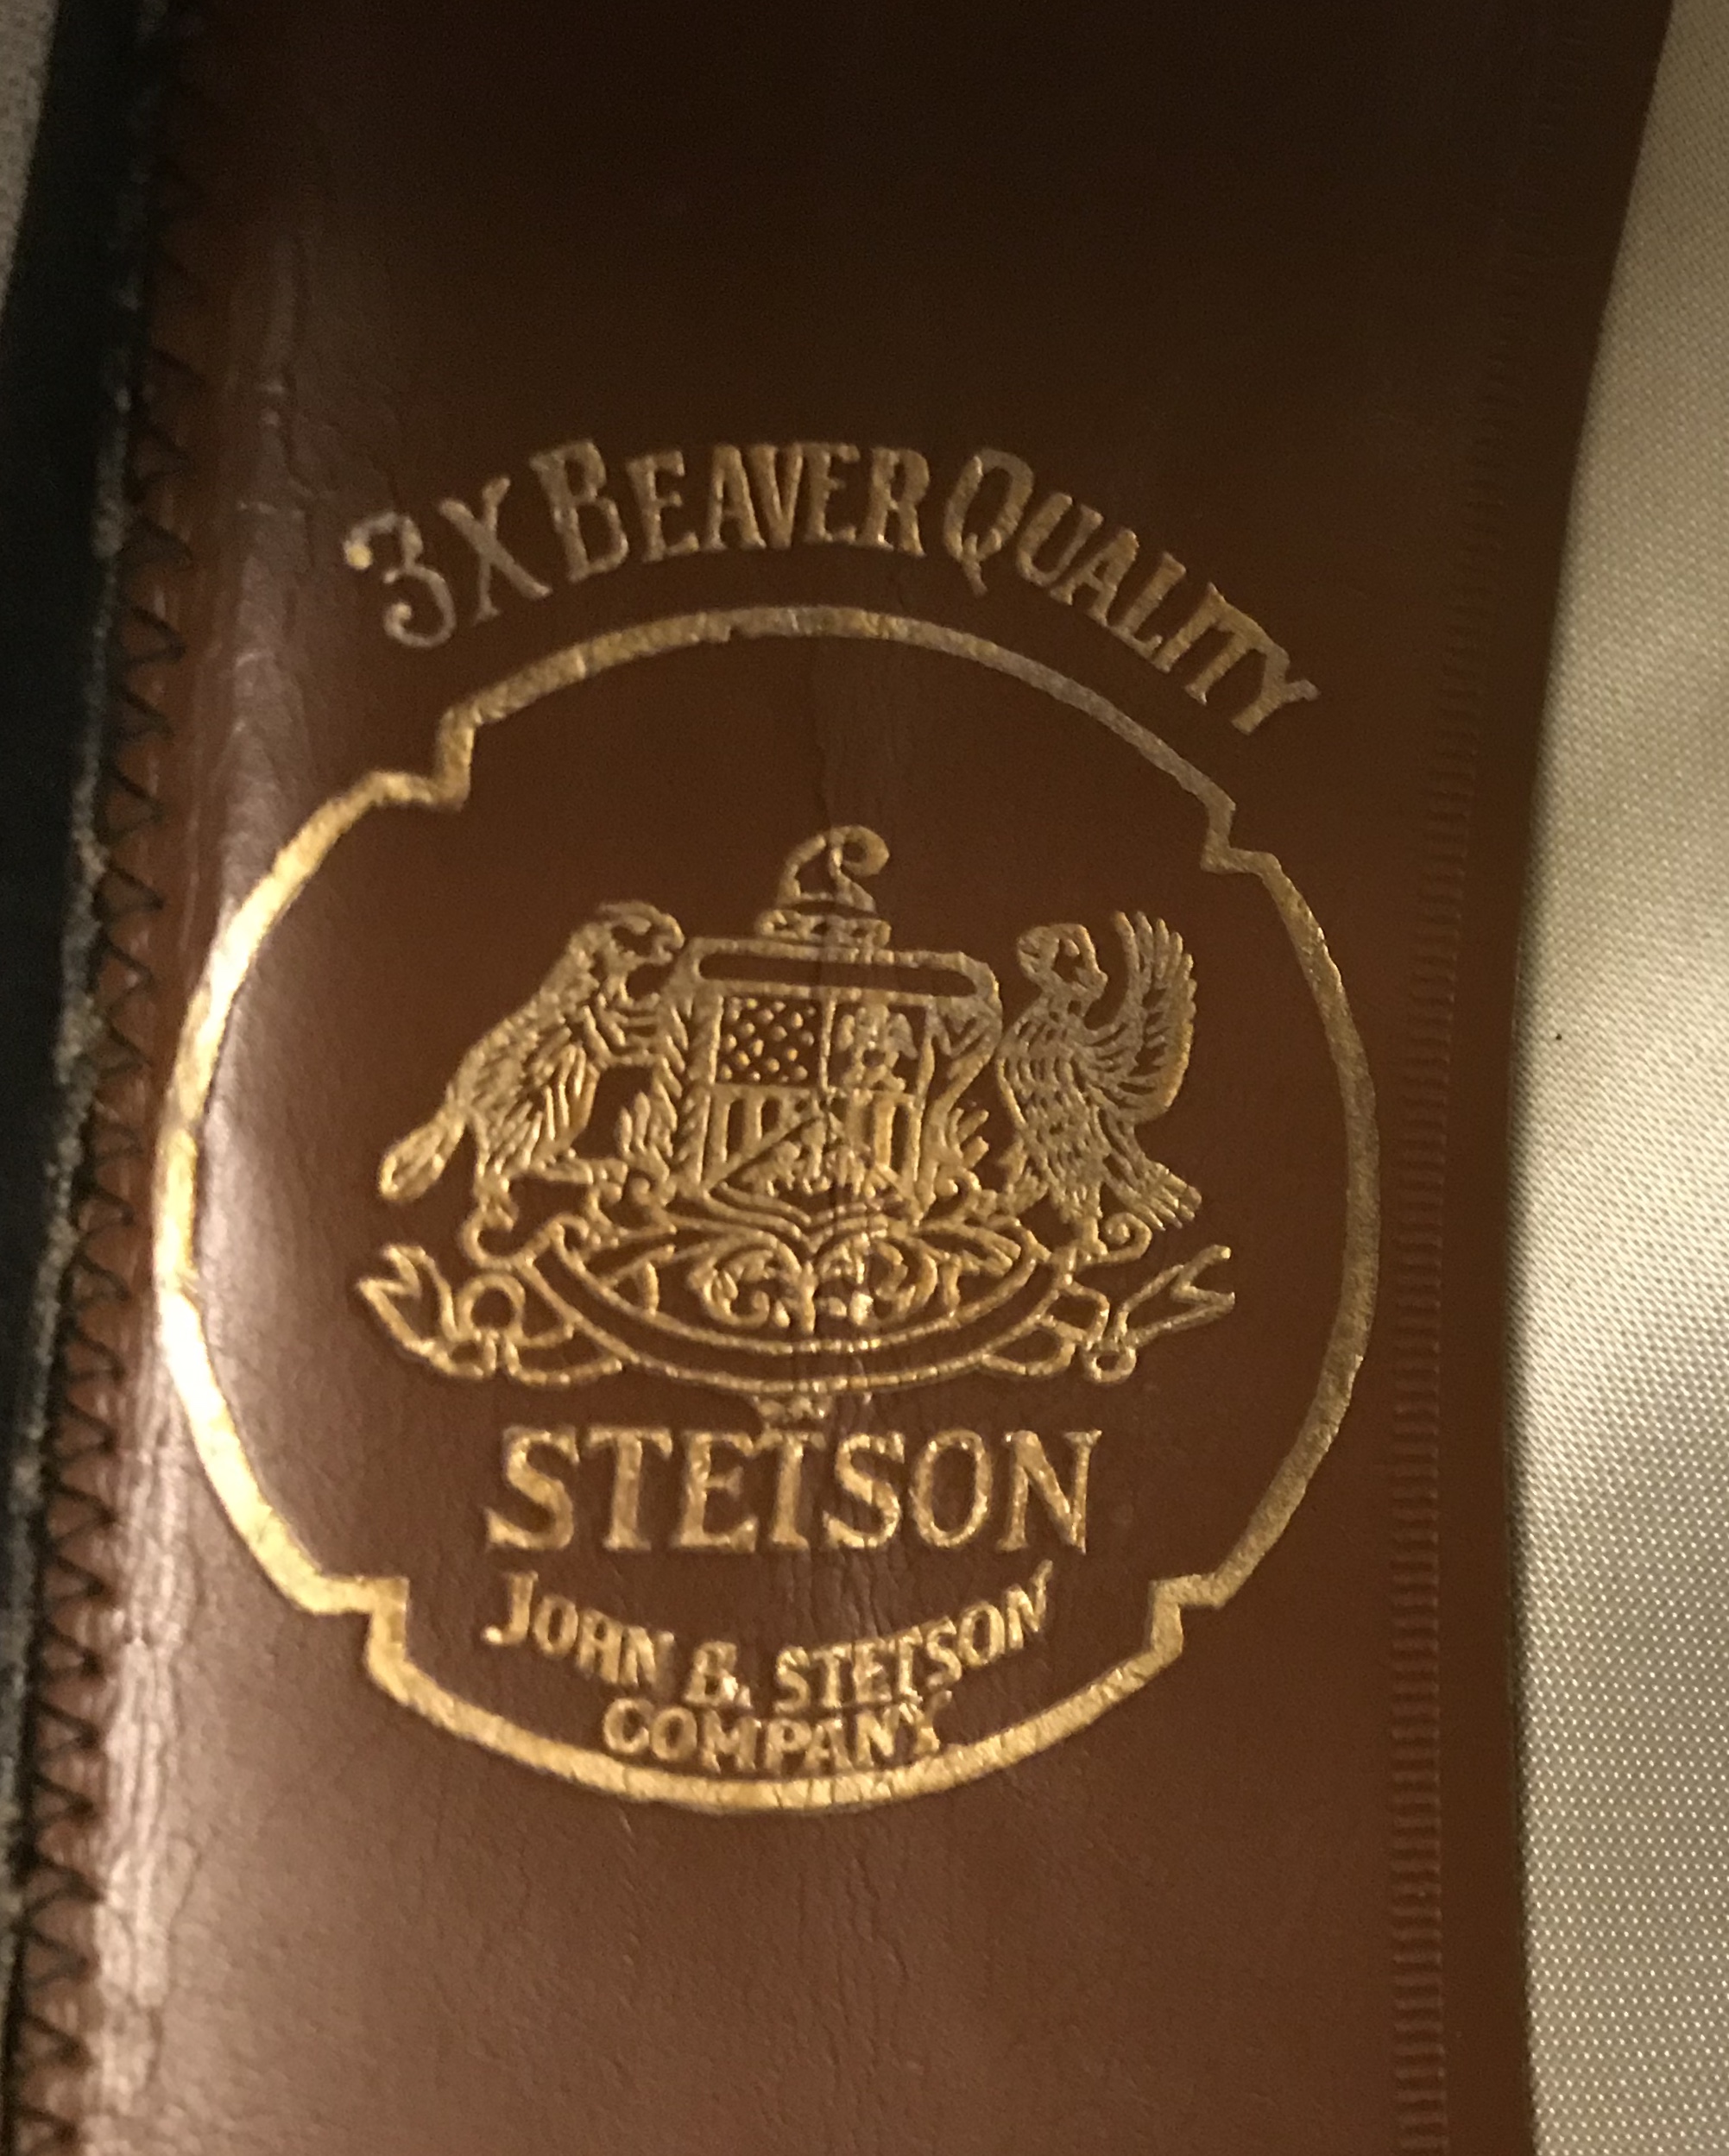 3X BEAVER QUALITY
STETSON
JOHN B. STETSON
COMPANY